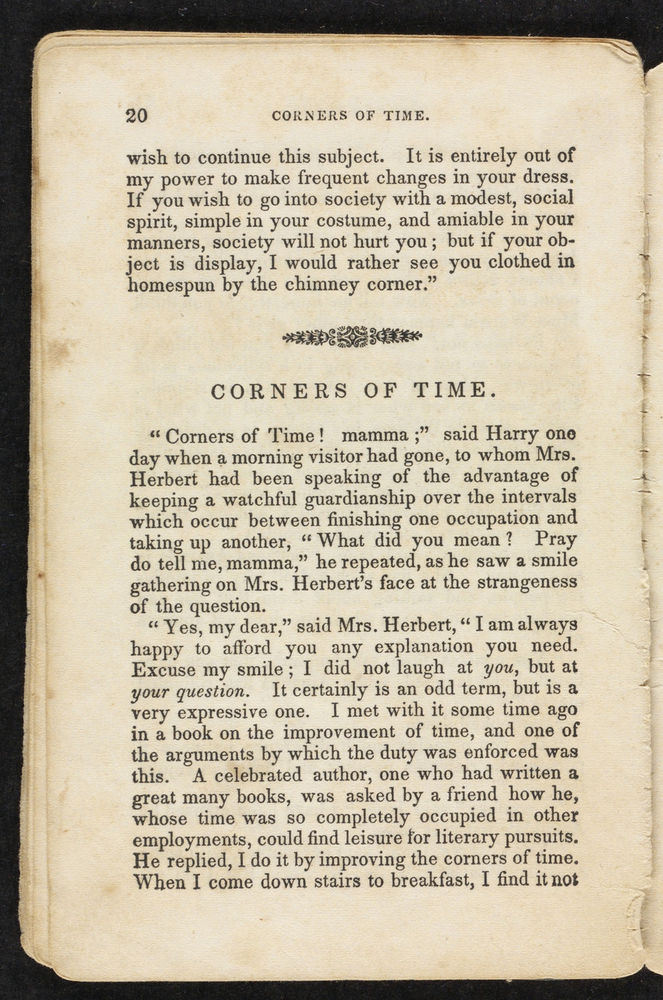 20 CORNERS OF TIME.
wish to continue this subject. It is entirely out of
my power to make frequent changes in your dress.
If you wish to go into society with a modest, social
spirit, simple in your costume, and amiable in your
manners, society will not hurt you; but if your ob-
ject is display, I would rather see you clothed in
homespun by the chimney corner.”
CORNERS OF TIME.
“ Corners of Time! mamma;” said Harry one
day when a morning visitor had gone, to whom Mrs.
Herbert had been speaking of the advantage of
keeping a watchful guardianship over the intervals
which occur between finishing one occupation and
taking up another, “ What did you mean? Pray
do tell me, mamma,” he repeated, as he saw a smile
gathering on Mrs. Herbert’s face at the strangeness
of the question.
“ Yes, my dear,” said Mrs. Herbert, “ I am always
happy to afford you any explanation you need.
Excuse my smile; I did not laugh at you, but at
your question. It certainly is an odd term, but is a
very expressive one. I met with it some time ago
in a book on the improvement of time, and one of
the arguments by which the duty was enforced was
this. A celebrated author, one who had written a
great many books, was asked by a friend how he,
whose time was so completely occupied in other
employments, could find leisure for literary pursuits.
He replied, I do it by improving the corners of time.
When I come down stairs to breakfast, I find it not